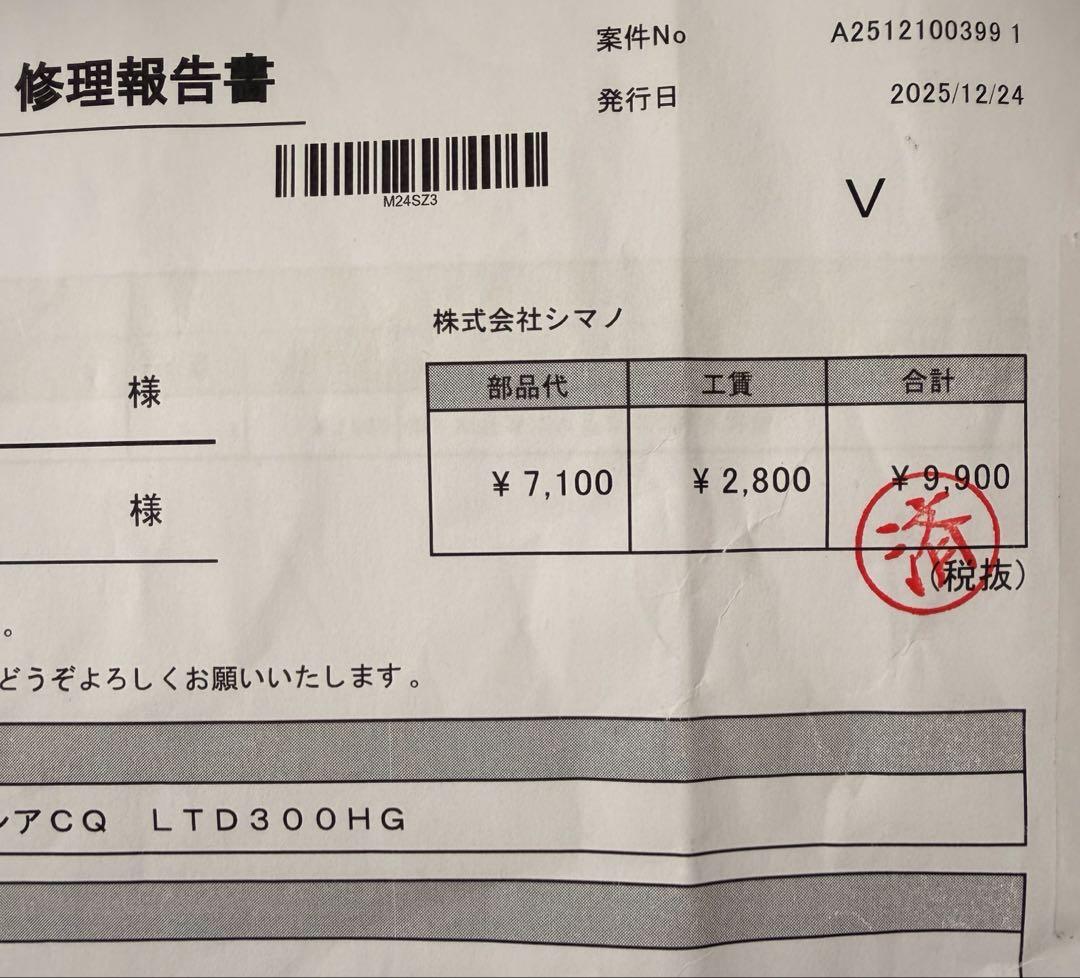 修理報告書
案件No A2512100399 1
発行日 2025/12/24
M24SZ3
V
株式会社シマノ
部品代 工賃 合計
様
¥7,100 ¥2,800 ¥9,900
済
様
(税抜)
。
どうぞよろしくお願いいたします。
アCQ LTD300HG